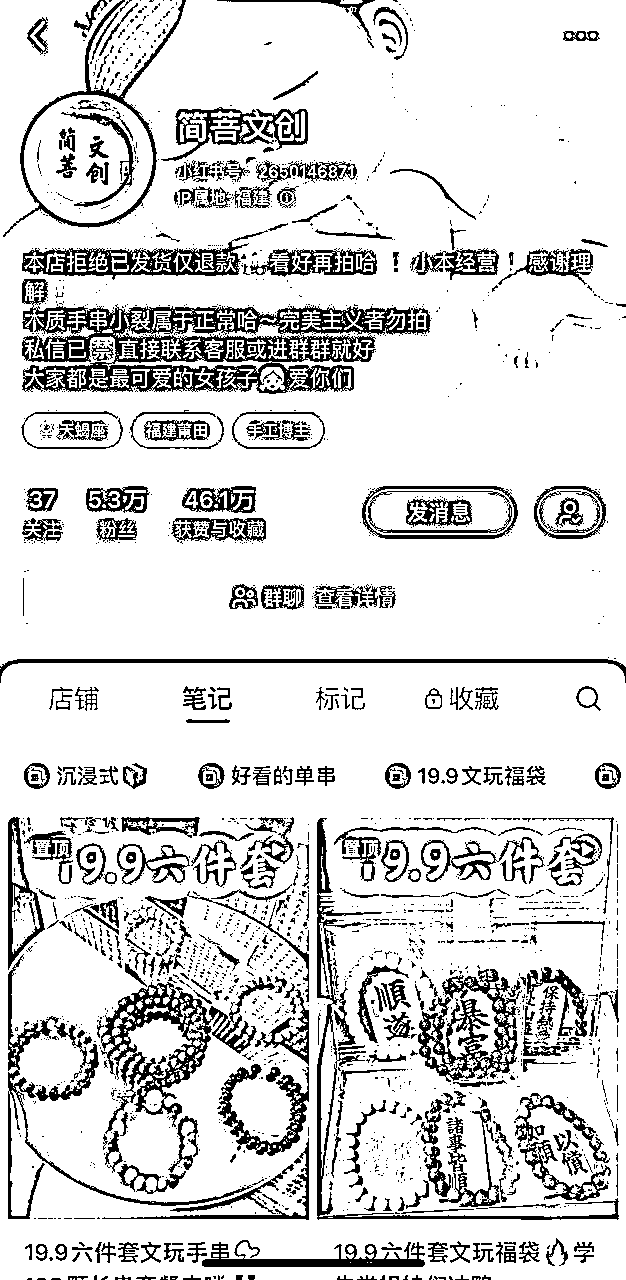 简菩文创
简菩
文创
小红书号：2650146871
IP属地：福建
本店拒绝已发货仅退款 看好再拍哈 ！小本经营！感谢理
解
木质手串小裂属于正常哈~完美主义者勿拍
私信已🈲直接联系客服或进群群就好
大家都是最可爱的女孩子👧爱你们
天蝎座 福建莆田 手工博主
37 5.3万 46.1万
关注 粉丝 获赞与收藏
发消息
群聊 查看详情
店铺 笔记 标记 收藏
沉浸式📦 好看的单串 19.9文玩福袋
置顶 19.9六件套
置顶 19.9六件套
順遂
暴富
諸事皆順
如願以償
19.9六件套文玩手串
19.9六件套文玩福袋🔥学